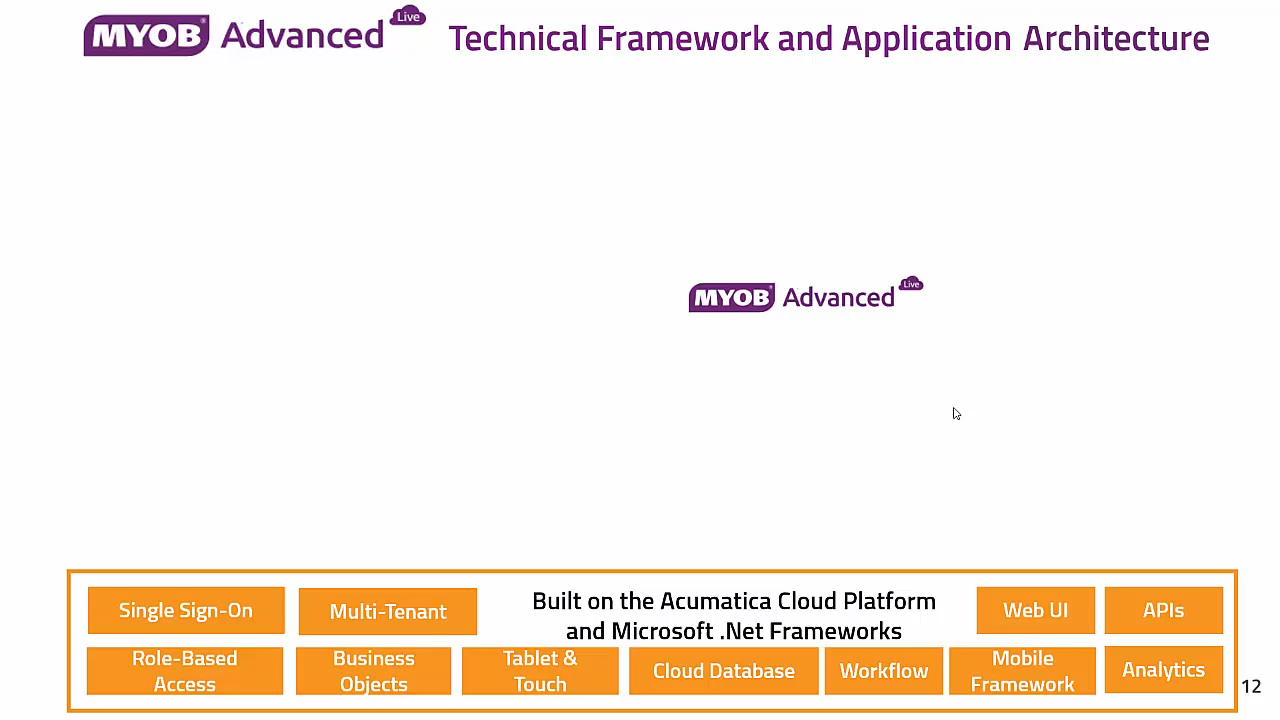 MYOB Advanced Live Technical Framework and Application Architecture
MYOB Advanced Live
Single Sign-On
Multi-Tenant
Built on the Acumatica Cloud Platform
and Microsoft .Net Frameworks
Web UI
APIs
Role-Based
Access
Business
Objects
Tablet &
Touch
Cloud Database
Workflow
Mobile
Framework
Analytics
12